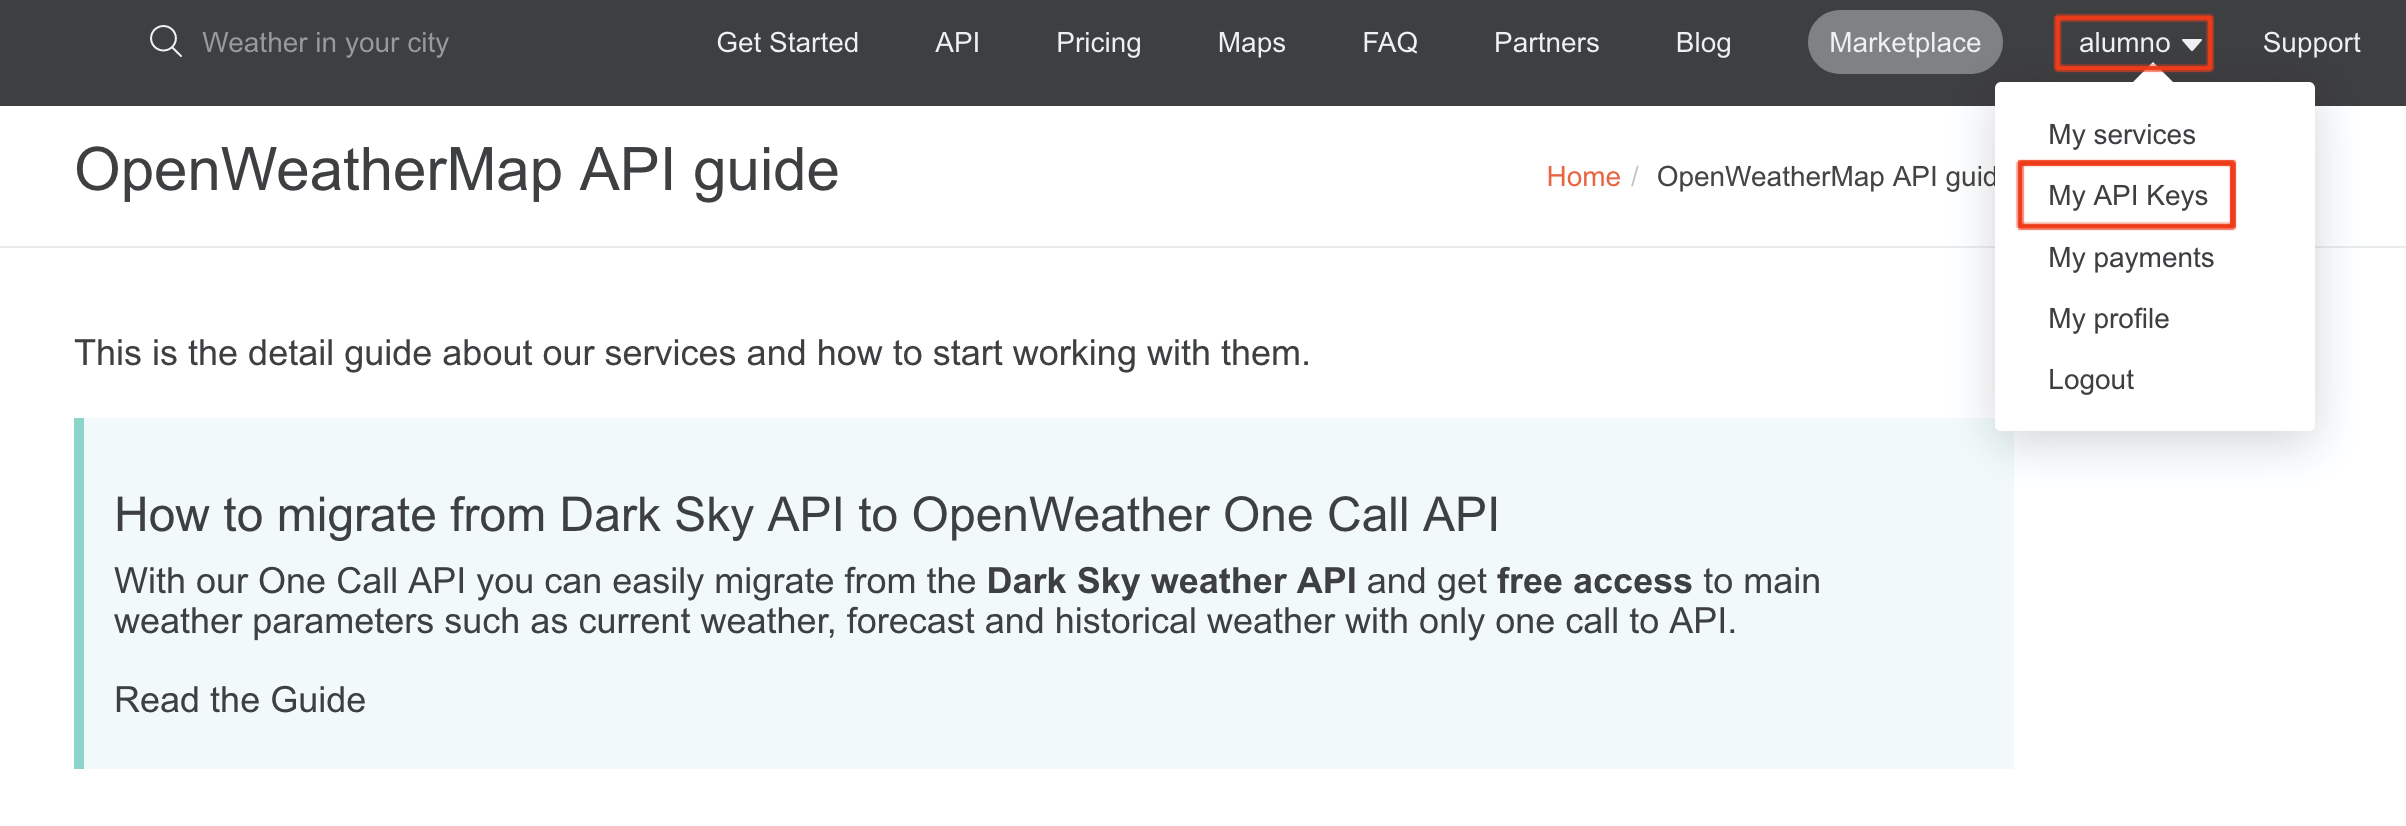 Weather in your city
Get Started
API
Pricing
Maps
FAQ
Partners
Blog
Marketplace
alumno
Support
My services
My API Keys
My payments
My profile
Logout
OpenWeatherMap API guide
Home / OpenWeatherMap API guid
This is the detail guide about our services and how to start working with them.
How to migrate from Dark Sky API to OpenWeather One Call API
With our One Call API you can easily migrate from the Dark Sky weather API and get free access to main
weather parameters such as current weather, forecast and historical weather with only one call to API.
Read the Guide